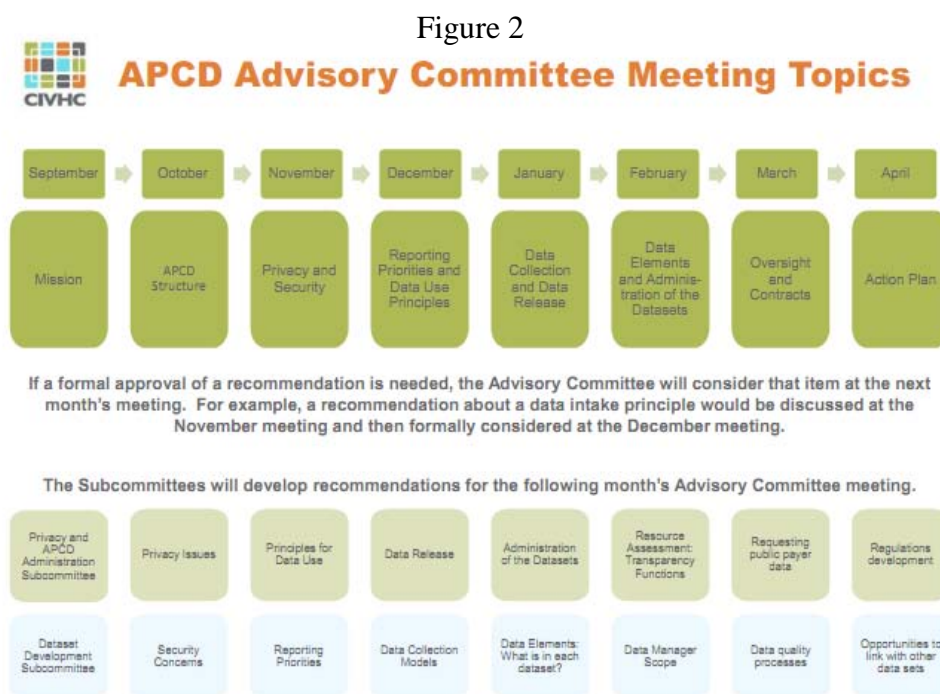 Figure 2
CIVHC
APCD Advisory Committee Meeting Topics
September
October
November
December
January
February
March
April
Mission
APCD
Structure
Privacy and
Security
Reporting
Priorities and
Data Use
Principles
Data
Collection
and Data
Release
Data
Elements
and Adminis-
tration of the
Datasets
Oversight
and
Contracts
Action Plan
If a formal approval of a recommendation is needed, the Advisory Committee will consider that item at the next
month's meeting. For example, a recommendation about a data intake principle would be discussed at the
November meeting and then formally considered at the December meeting.
The Subcommittees will develop recommendations for the following month's Advisory Committee meeting.
Privacy and
APCD
Administration
Subcommittee
Privacy Issues
Principles for
Data Use
Data Release
Administration
of the Datasets
Resource
Assessment:
Transparency
Functions
Requesting
public payer
data
Regulations
development
Dataset
Development
Subcommittee
Security
Concerns
Reporting
Priorities
Data Collection
Models
Data Elements:
What is in each
dataset?
Data Manager
Scope
Data quality
processes
Opportunities to
link with other
data sets